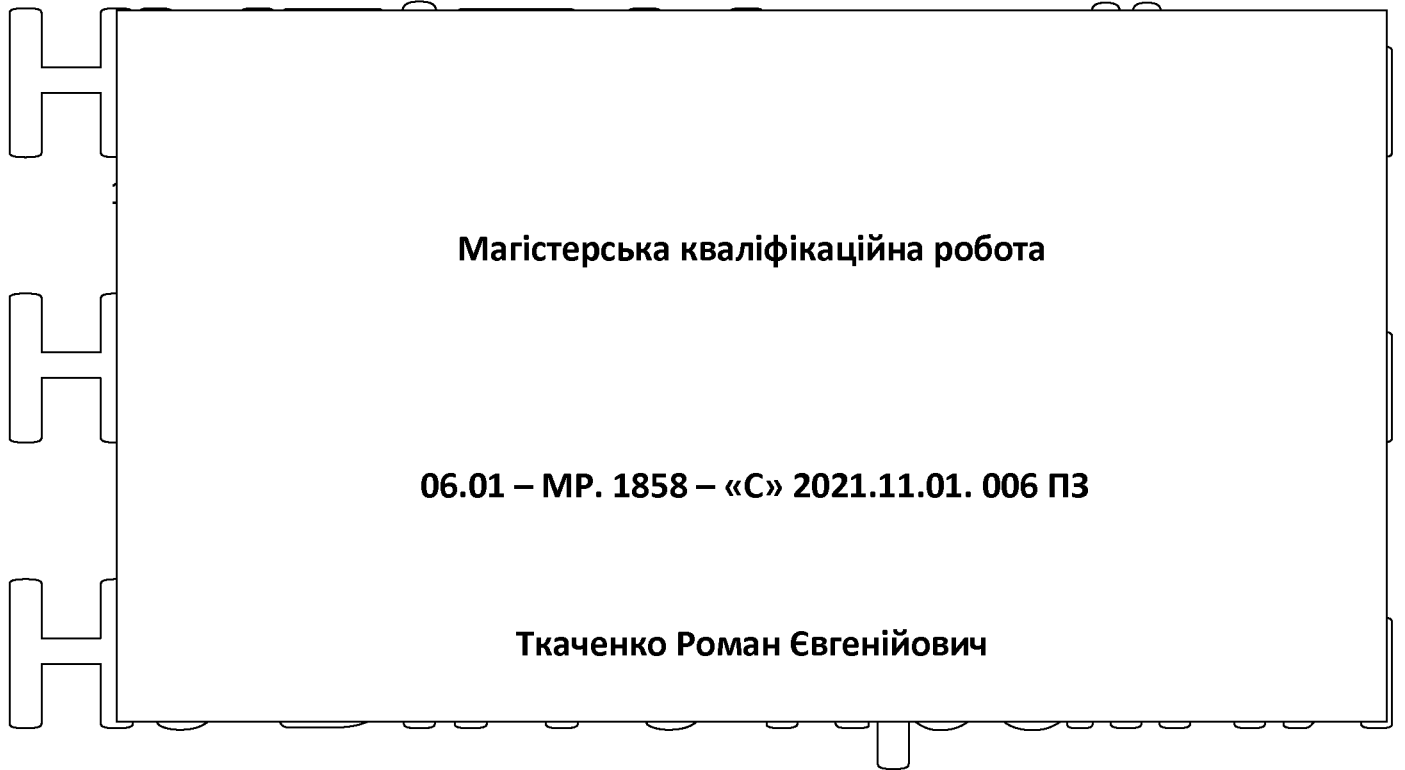 Магістерська кваліфікаційна робота
06.01 – МР. 1858 – «С» 2021.11.01. 006 ПЗ
Ткаченко Роман Євгенійович